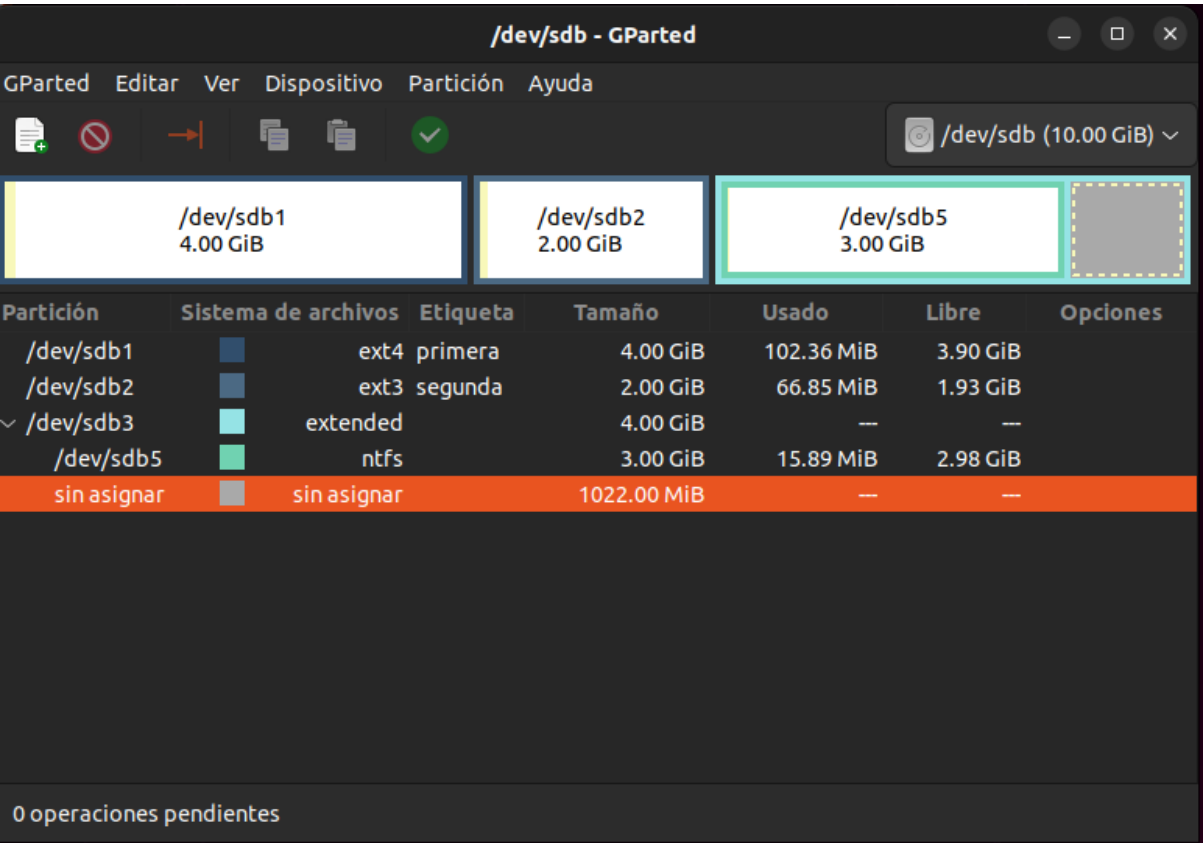 /dev/sdb - GParted
GParted Editar Ver Dispositivo Partición Ayuda
/dev/sdb (10.00 GiB)
/dev/sdb1
4.00 GiB
/dev/sdb2
2.00 GiB
/dev/sdb5
3.00 GiB
Partición Sistema de archivos Etiqueta Tamaño Usado Libre Opciones
/dev/sdb1 ext4 primera 4.00 GiB 102.36 MiB 3.90 GiB
/dev/sdb2 ext3 segunda 2.00 GiB 66.85 MiB 1.93 GiB
/dev/sdb3 extended 4.00 GiB --- ---
/dev/sdb5 ntfs 3.00 GiB 15.89 MiB 2.98 GiB
sin asignar sin asignar 1022.00 MiB --- ---
0 operaciones pendientes